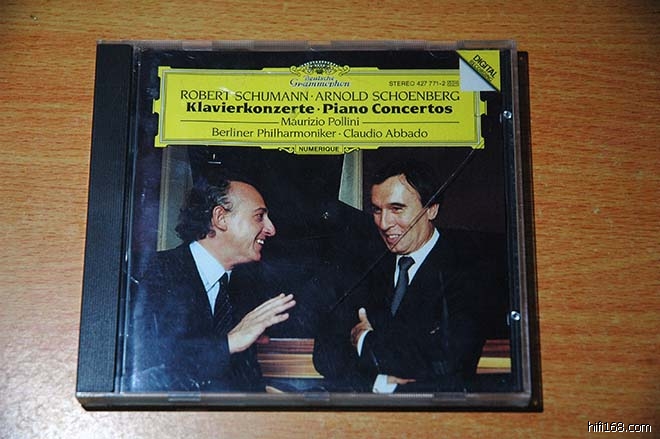 Deutsche
Grammophon
STEREO 427 771-2
DIGITAL
ROBERT SCHUMANN · ARNOLD SCHOENBERG
Klavierkonzerte · Piano Concertos
Maurizio Pollini
Berliner Philharmoniker · Claudio Abbado
NUMERIQUE
hifi168.com